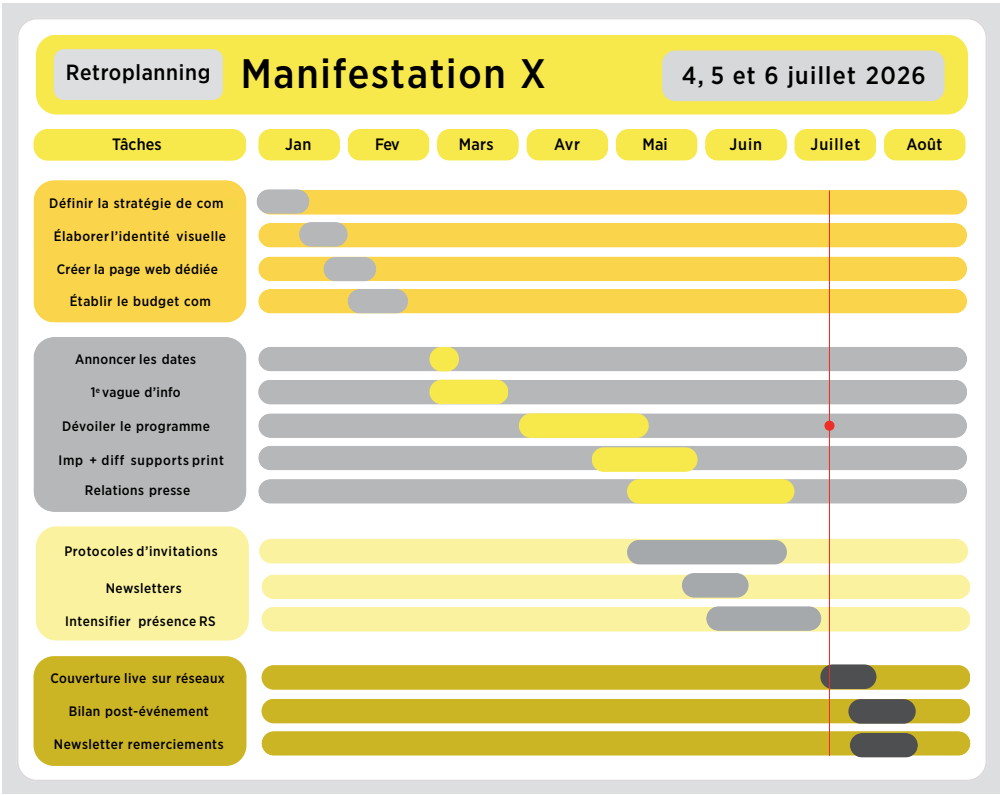 Retroplanning Manifestation X 4, 5 et 6 juillet 2026
Tâches Jan Fev Mars Avr Mai Juin Juillet Août
Définir la stratégie de com
Élaborer l'identité visuelle
Créer la page web dédiée
Établir le budget com
Annoncer les dates
1e vague d'info
Dévoiler le programme
Imp + diff supports print
Relations presse
Protocoles d'invitations
Newsletters
Intensifier présence RS
Couverture live sur réseaux
Bilan post-événement
Newsletter remerciements